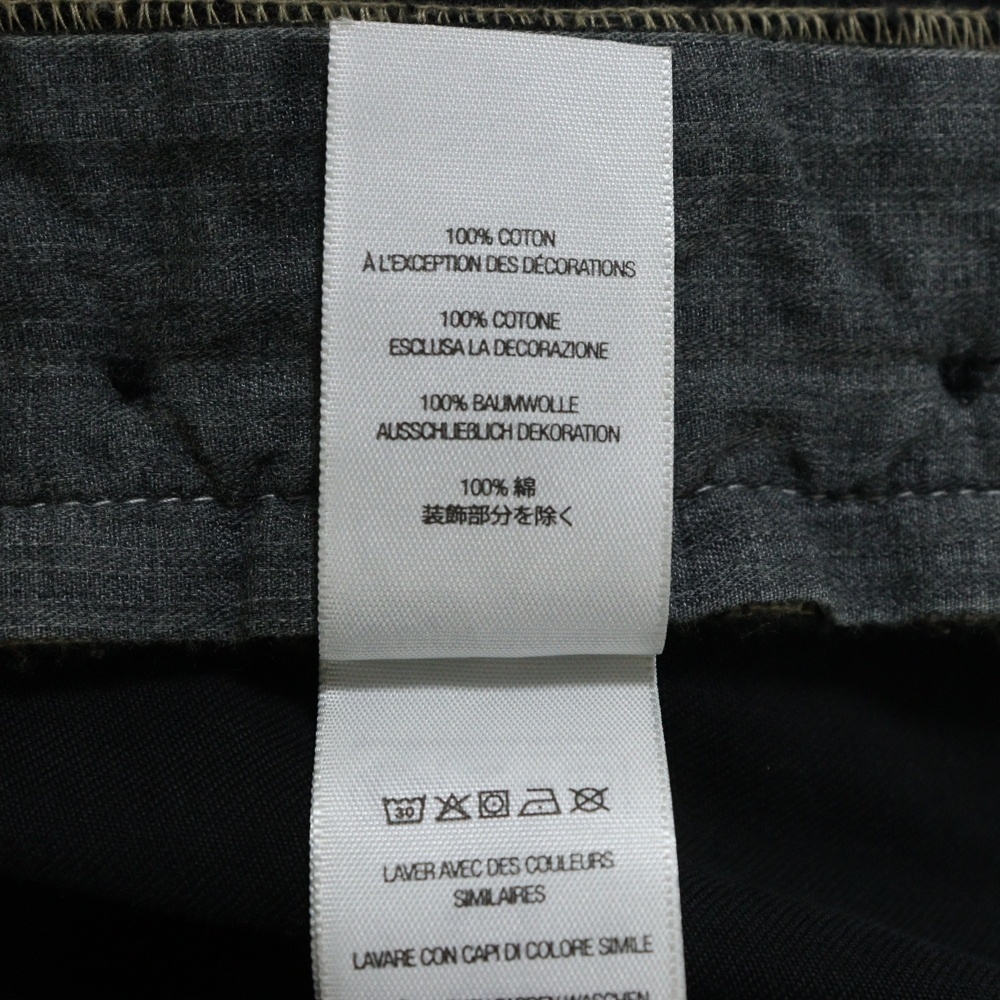 100% COTON
À L'EXCEPTION DES DÉCORATIONS
100% COTONE
ESCLUSA LA DECORAZIONE
100% BAUMWOLLE
AUSSCHLIEßLICH DEKORATION
100% 綿
装飾部分を除く
30
LAVER AVEC DES COULEURS
SIMILAIRES
LAVARE CON CAPI DI COLORE SIMILE